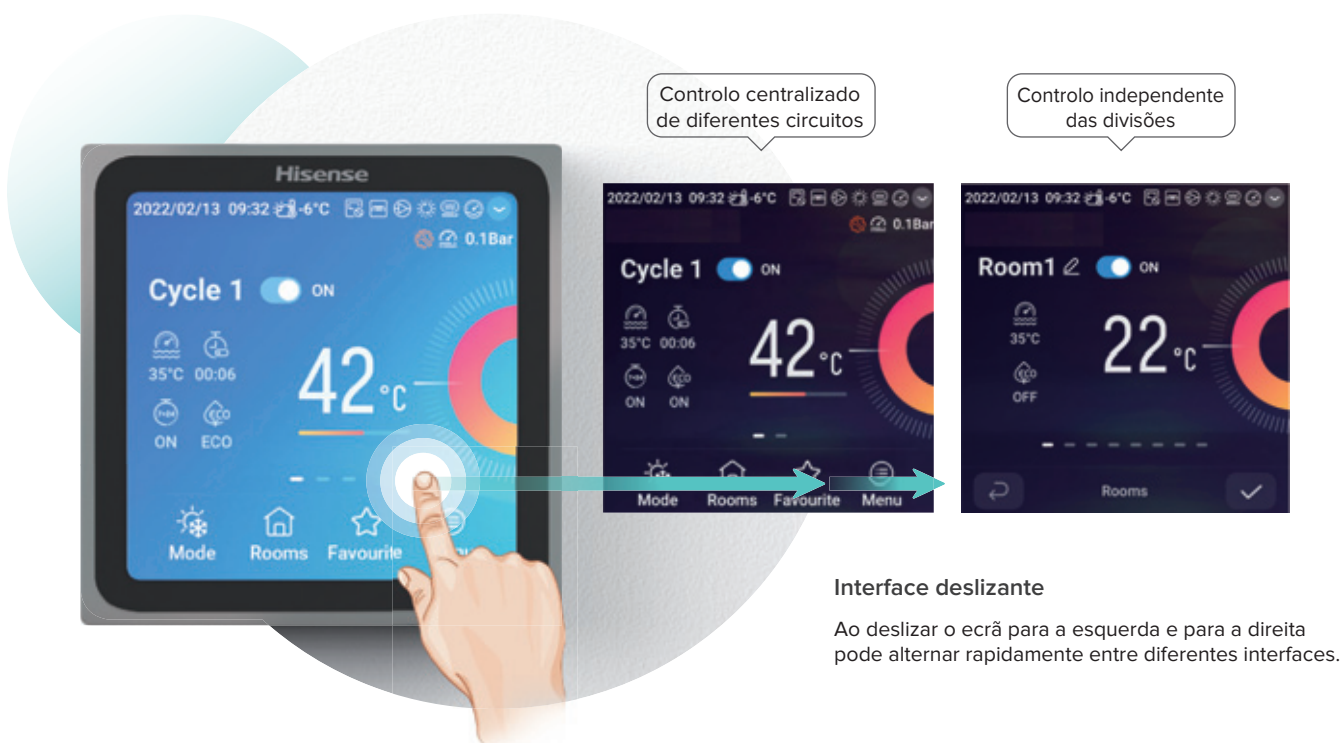 Controlo centralizado
de diferentes circuitos
Controlo independente
das divisões
Hisense
2022/02/13 09:32 -6°C
0.1Bar
Cycle 1 ON
35°C 00:06
42°C
ON ECO
Mode Rooms Favourite
2022/02/13 09:32 -6°C
0.1Bar
Cycle 1 ON
35°C 00:06
42°C
ECO
ON ON
Mode Rooms Favourite Menu
2022/02/13 09:32 -6°C
Room1 ON
35°C
22°C
ECO
OFF
Rooms
Interface deslizante
Ao deslizar o ecrã para a esquerda e para a direita
pode alternar rapidamente entre diferentes interfaces.